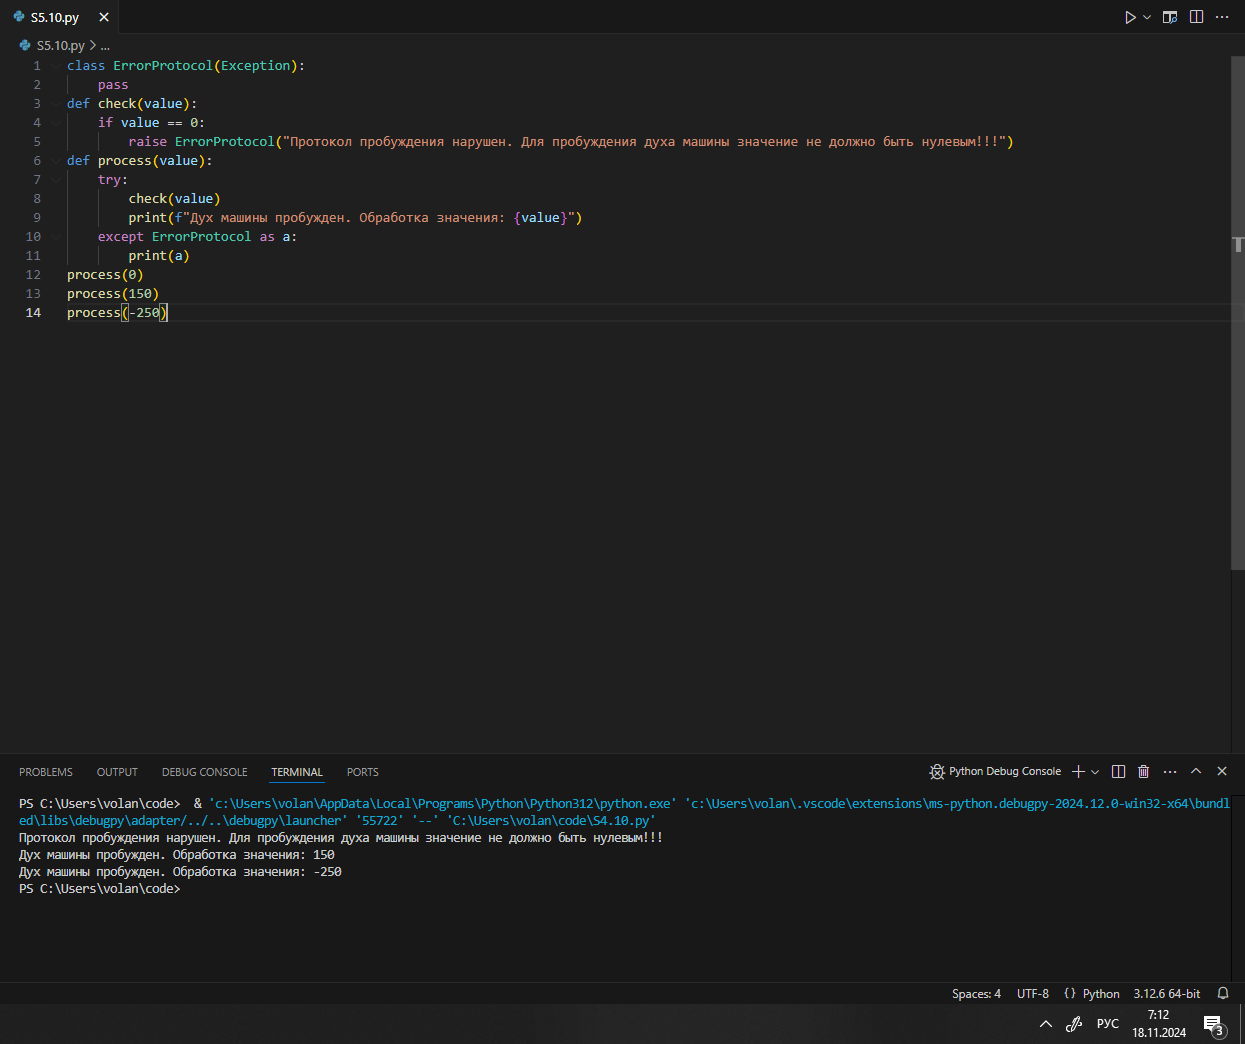 S5.10.py
S5.10.py > ...
1 class ErrorProtocol(Exception):
2 pass
3 def check(value):
4 if value == 0:
5 raise ErrorProtocol("Протокол пробуждения нарушен. Для пробуждения духа машины значение не должно быть нулевым!!!")
6 def process(value):
7 try:
8 check(value)
9 print(f"Дух машины пробужден. Обработка значения: {value}")
10 except ErrorProtocol as a:
11 print(a)
12 process(0)
13 process(150)
14 process(-250)
PROBLEMS OUTPUT DEBUG CONSOLE TERMINAL PORTS Python Debug Console
PS C:\Users\volan\code>  & 'c:\Users\volan\AppData\Local\Programs\Python\Python312\python.exe' 'c:\Users\volan\.vscode\extensions\ms-python.debugpy-2024.12.0-win32-x64\bundl
ed\libs\debugpy\adapter/../..\debugpy\launcher' '55722' '--' 'C:\Users\volan\code\S4.10.py'
Протокол пробуждения нарушен. Для пробуждения духа машины значение не должно быть нулевым!!!
Дух машины пробужден. Обработка значения: 150
Дух машины пробужден. Обработка значения: -250
PS C:\Users\volan\code>
Spaces: 4 UTF-8 {} Python 3.12.6 64-bit
РУС 7:12
18.11.2024 3